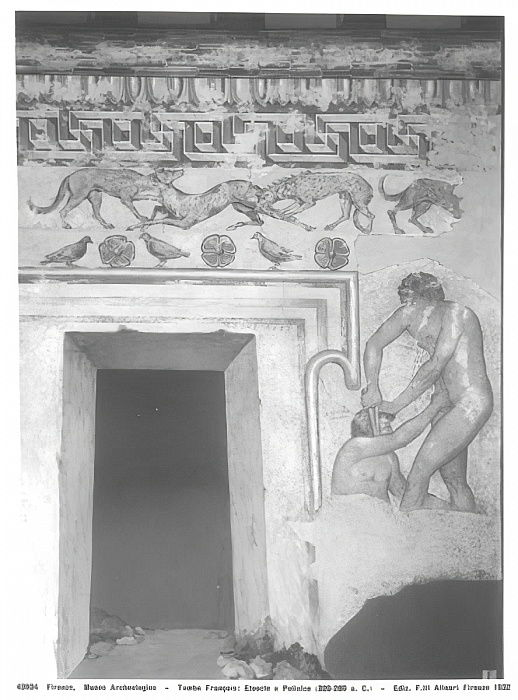 Firenze. Museo Archeologico - Tomba François: Eteocle e Polinice a. C.) - Ediz. F.lli Alinari Firenze